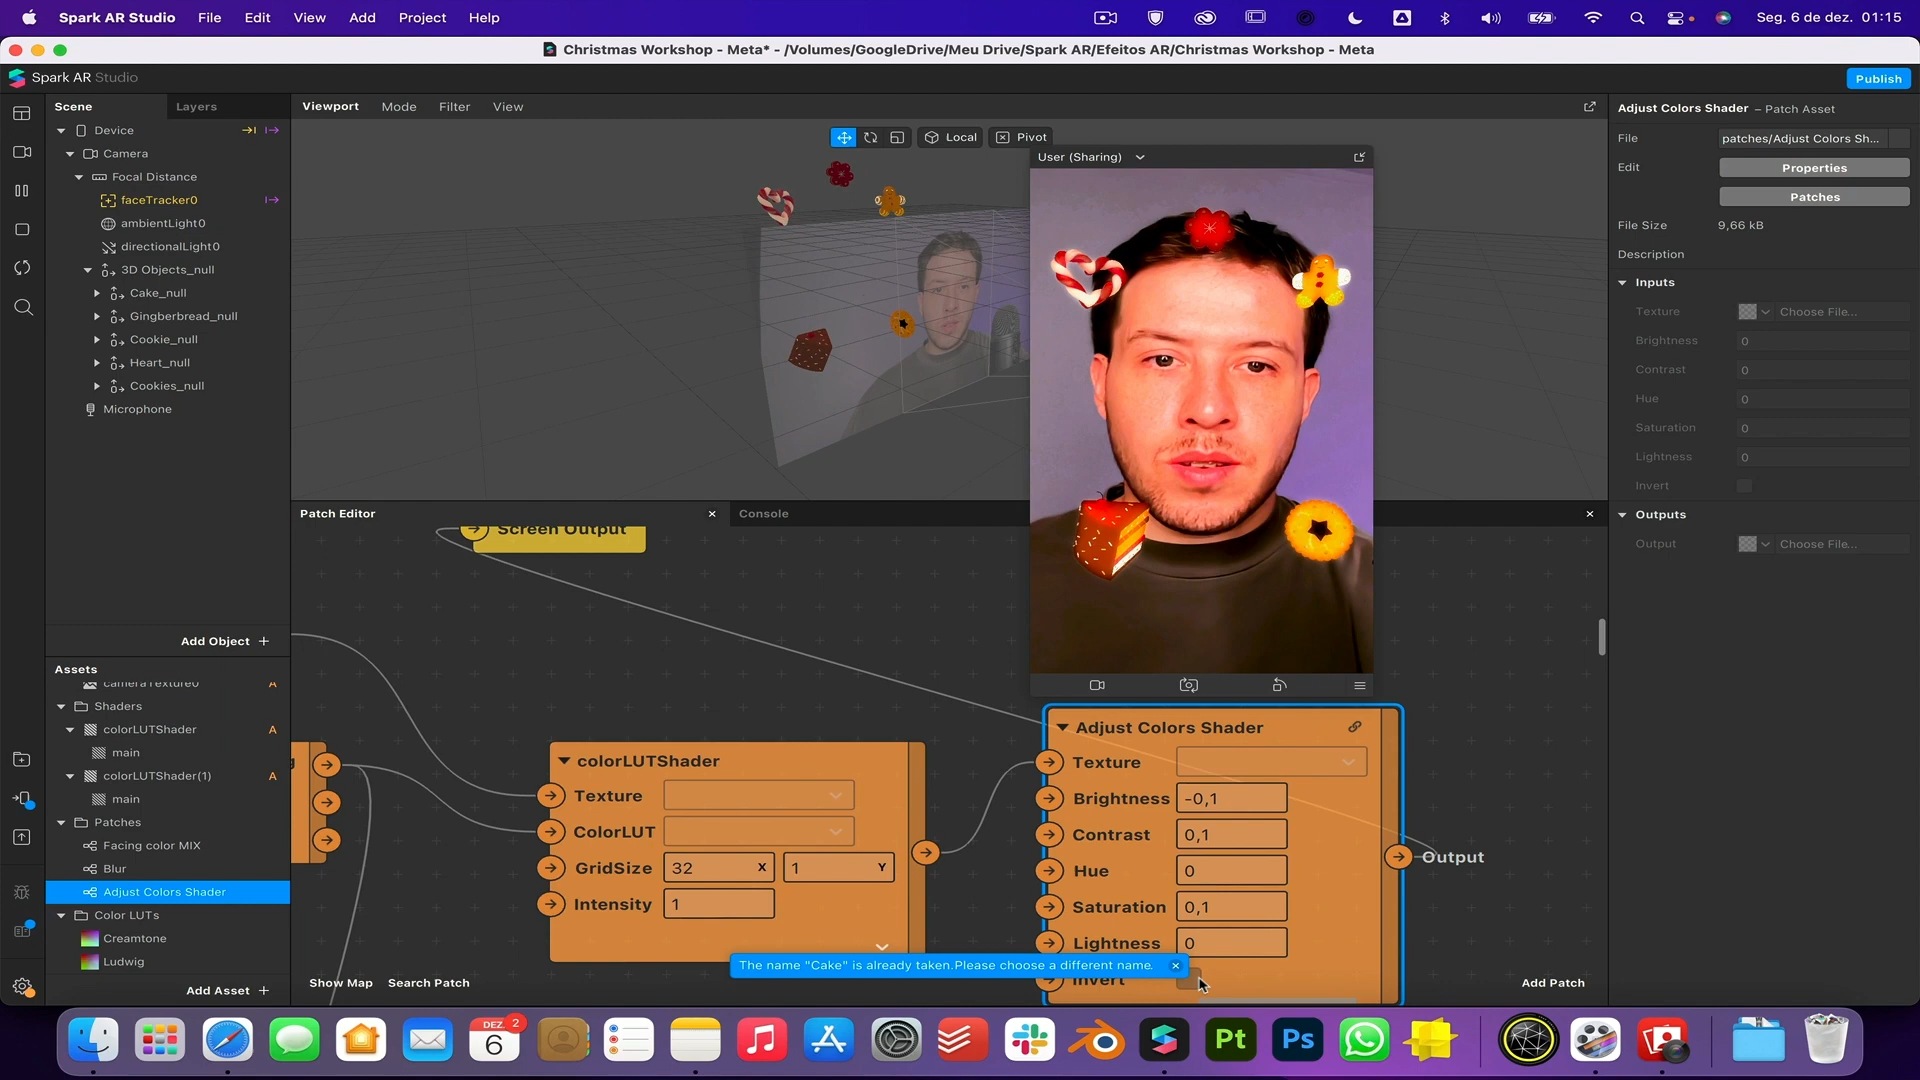 Spark AR Studio File Edit View Add Project Help
Seg. 6 de dez. 01:15
Christmas Workshop - Meta* - /Volumes/GoogleDrive/Meu Drive/Spark AR/Efeitos AR/Christmas Workshop - Meta
Spark AR Studio
Publish
Scene
Layers
Device
Camera
Focal Distance
faceTracker0
ambientLight0
directionalLight0
3D Objects_null
Cake_null
Gingberbread_null
Cookie_null
Heart_null
Cookies_null
Microphone
Add Object +
Assets
cameraTexture0 A
Shaders
colorLUTShader A
main
colorLUTShader(1) A
main
Patches
Facing color MIX
Blur
Adjust Colors Shader
Color LUTs
Creamtone
Ludwig
Add Asset +
Viewport Mode Filter View
Local
Pivot
User (Sharing)
Patch Editor
Console
Screen Output
colorLUTShader
Texture
ColorLUT
GridSize 32 X 1 Y
Intensity 1
Adjust Colors Shader
Texture
Brightness -0,1
Contrast 0,1
Hue 0
Saturation 0,1
Lightness 0
Invert
Output
The name "Cake" is already taken.Please choose a different name.
Show Map Search Patch
Add Patch
Adjust Colors Shader – Patch Asset
File patches/Adjust Colors Sh...
Edit Properties
Patches
File Size 9,66 kB
Description
Inputs
Texture Choose File...
Brightness 0
Contrast 0
Hue 0
Saturation 0
Lightness 0
Invert
Outputs
Output Choose File...
DEZ. 2
6
Pt
Ps